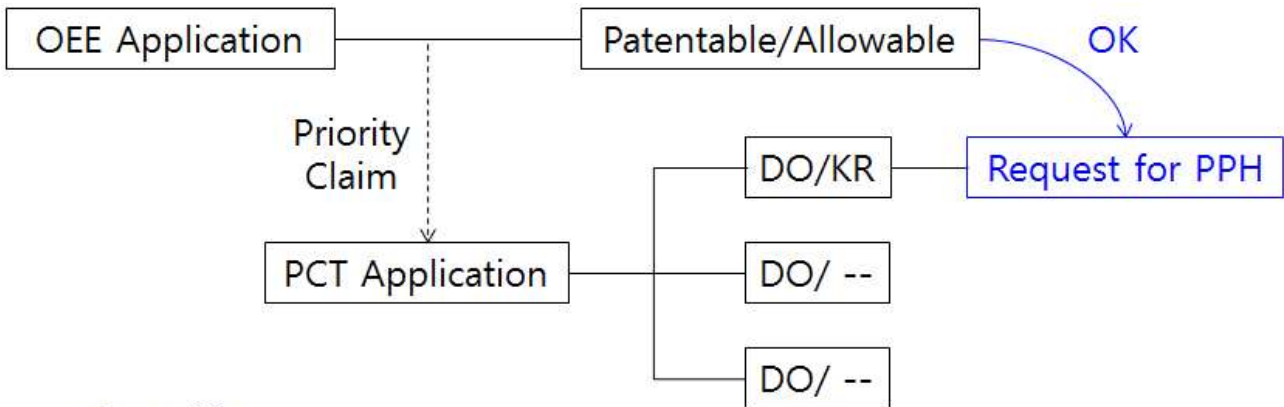 OEE Application
Patentable/Allowable
OK
Priority
Claim
DO/KR
Request for PPH
PCT Application
DO/ --
DO/ --